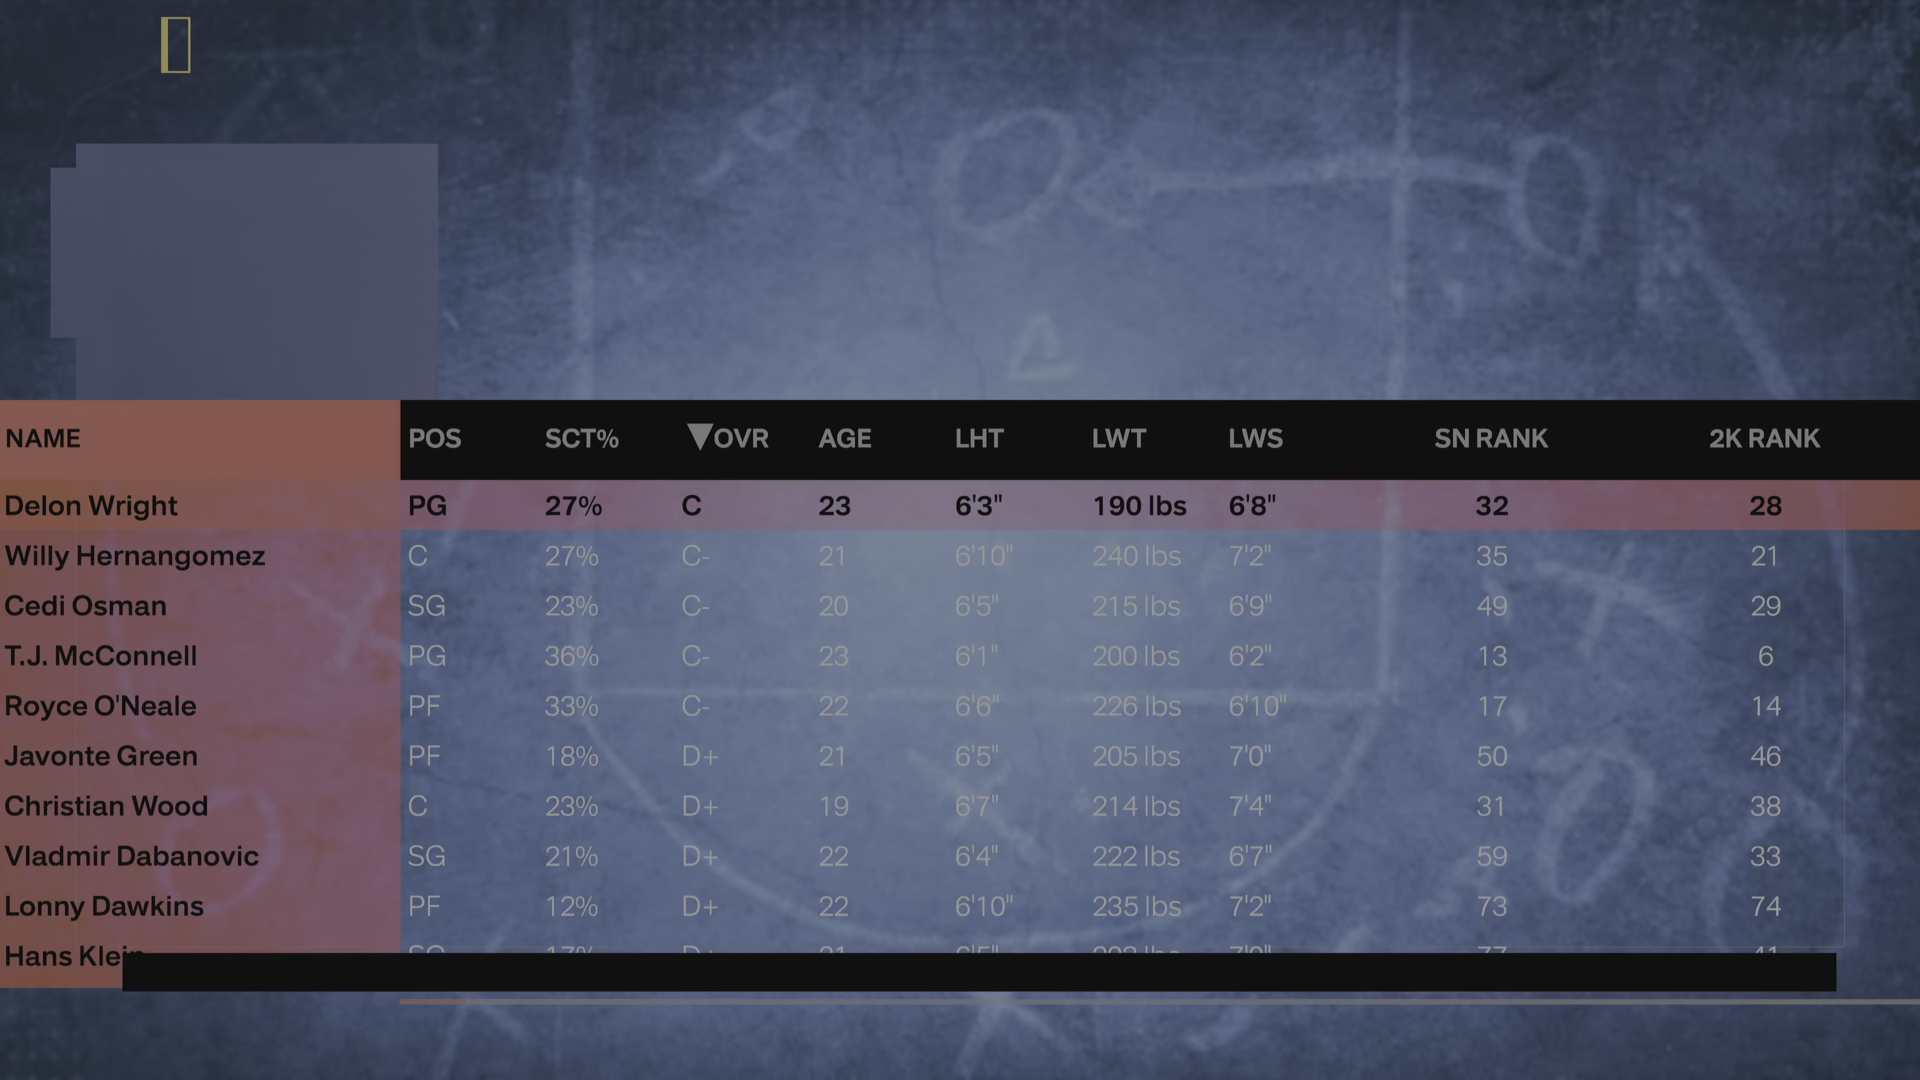 NAME POS SCT% ▼OVR AGE LHT LWT LWS SN RANK 2K RANK
Delon Wright PG 27% C 23 6'3" 190 lbs 6'8" 32 28
Willy Hernangomez C 27% C- 21 6'10" 240 lbs 7'2" 35 21
Cedi Osman SG 23% C- 20 6'5" 215 lbs 6'9" 49 29
T.J. McConnell PG 36% C- 23 6'1" 200 lbs 6'2" 13 6
Royce O'Neale PF 33% C- 22 6'6" 226 lbs 6'10" 17 14
Javonte Green PF 18% D+ 21 6'5" 205 lbs 7'0" 50 46
Christian Wood C 23% D+ 19 6'7" 214 lbs 7'4" 31 38
Vladmir Dabanovic SG 21% D+ 22 6'4" 222 lbs 6'7" 59 33
Lonny Dawkins PF 12% D+ 22 6'10" 235 lbs 7'2" 73 74
Hans Klein